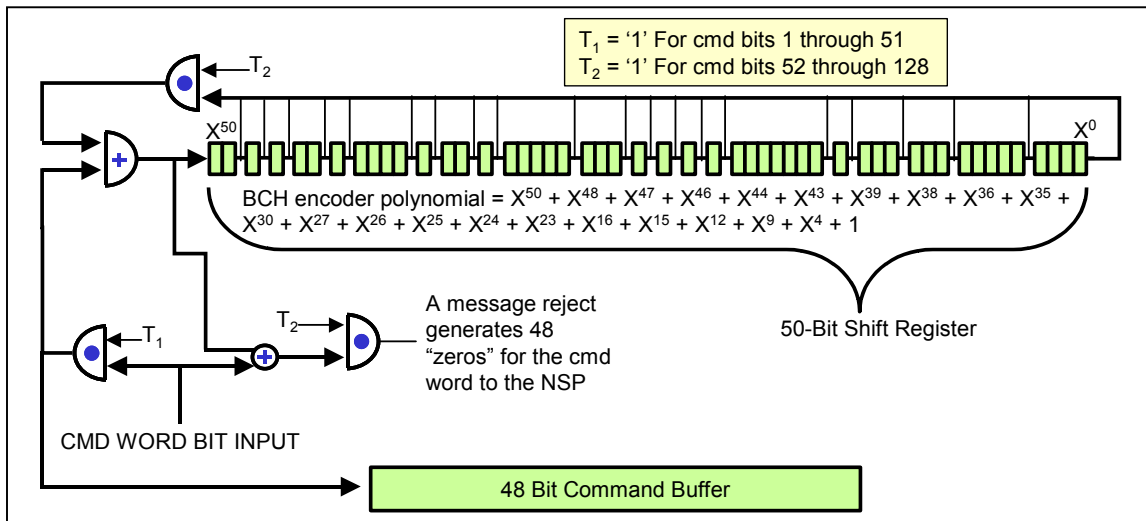 T₁ = ‘1’ For cmd bits 1 through 51
T₂ = ‘1’ For cmd bits 52 through 128
T₂
X⁵⁰
X⁰
+
BCH encoder polynomial = X⁵⁰ + X⁴⁸ + X⁴⁷ + X⁴⁶ + X⁴⁴ + X⁴³ + X³⁹ + X³⁸ + X³⁶ + X³⁵ +
X³⁰ + X²⁷ + X²⁶ + X²⁵ + X²⁴ + X²³ + X¹⁶ + X¹⁵ + X¹² + X⁹ + X⁴ + 1
T₁
T₂
+
A message reject
generates 48
“zeros” for the cmd
word to the NSP
50-Bit Shift Register
CMD WORD BIT INPUT
48 Bit Command Buffer